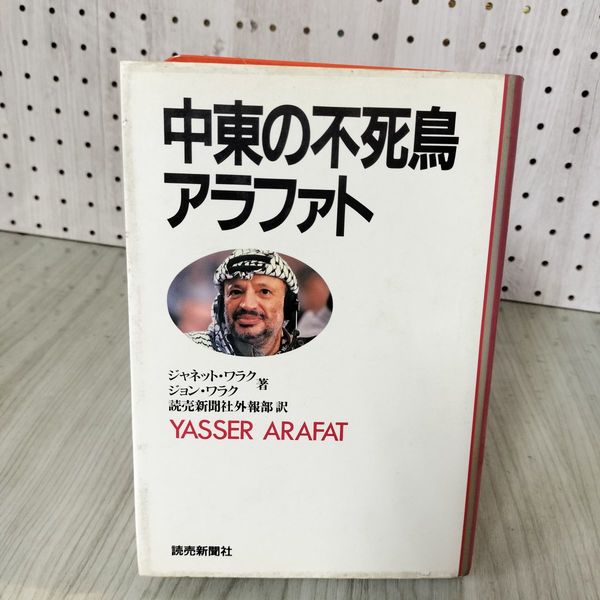 中東の不死鳥
アラファト
ジャネット・ワラク
ジョン・ワラク 著
読売新聞社外報部 訳
YASSER ARAFAT
読売新聞社